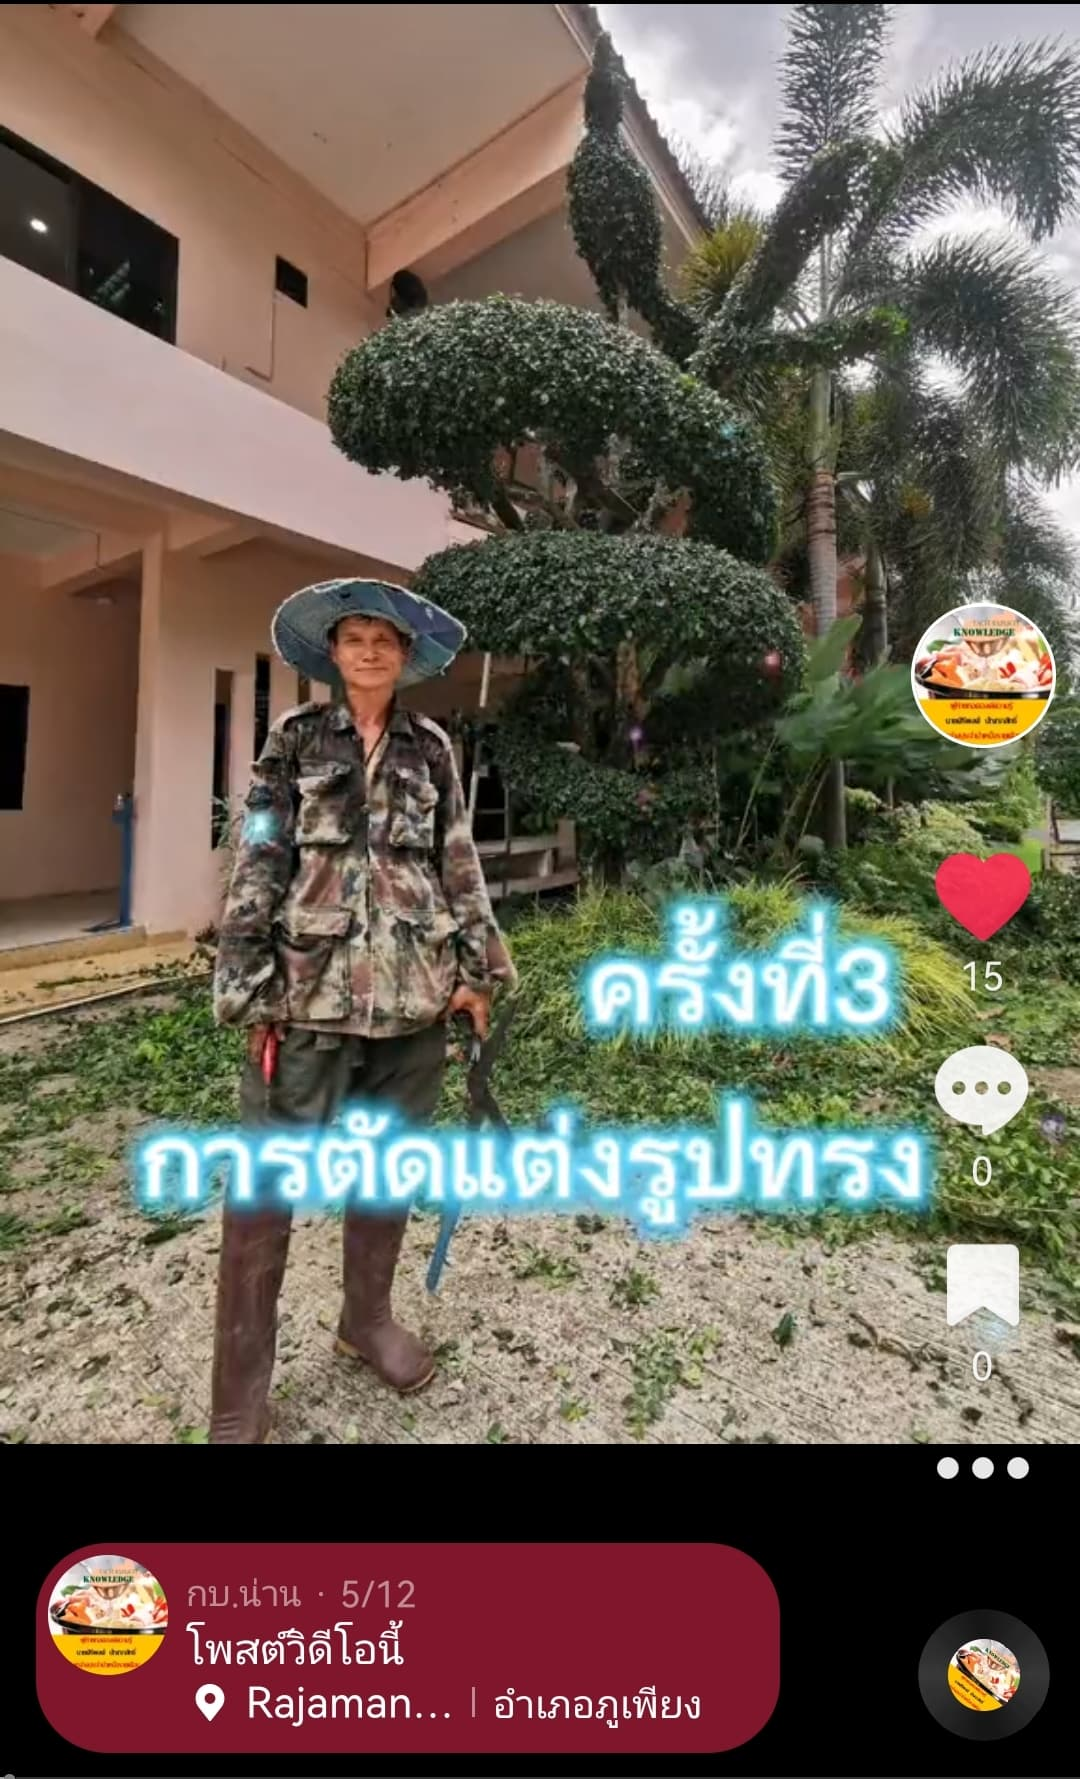 KNOWLEDGE
ครั้งที่3
15
การตัดแต่งรูปทรง
0
0
KNOWLEDGE
กบ.น่าน · 5/12
โพสต์วิดีโอนี้
Rajaman... | อำเภอภูเพียง